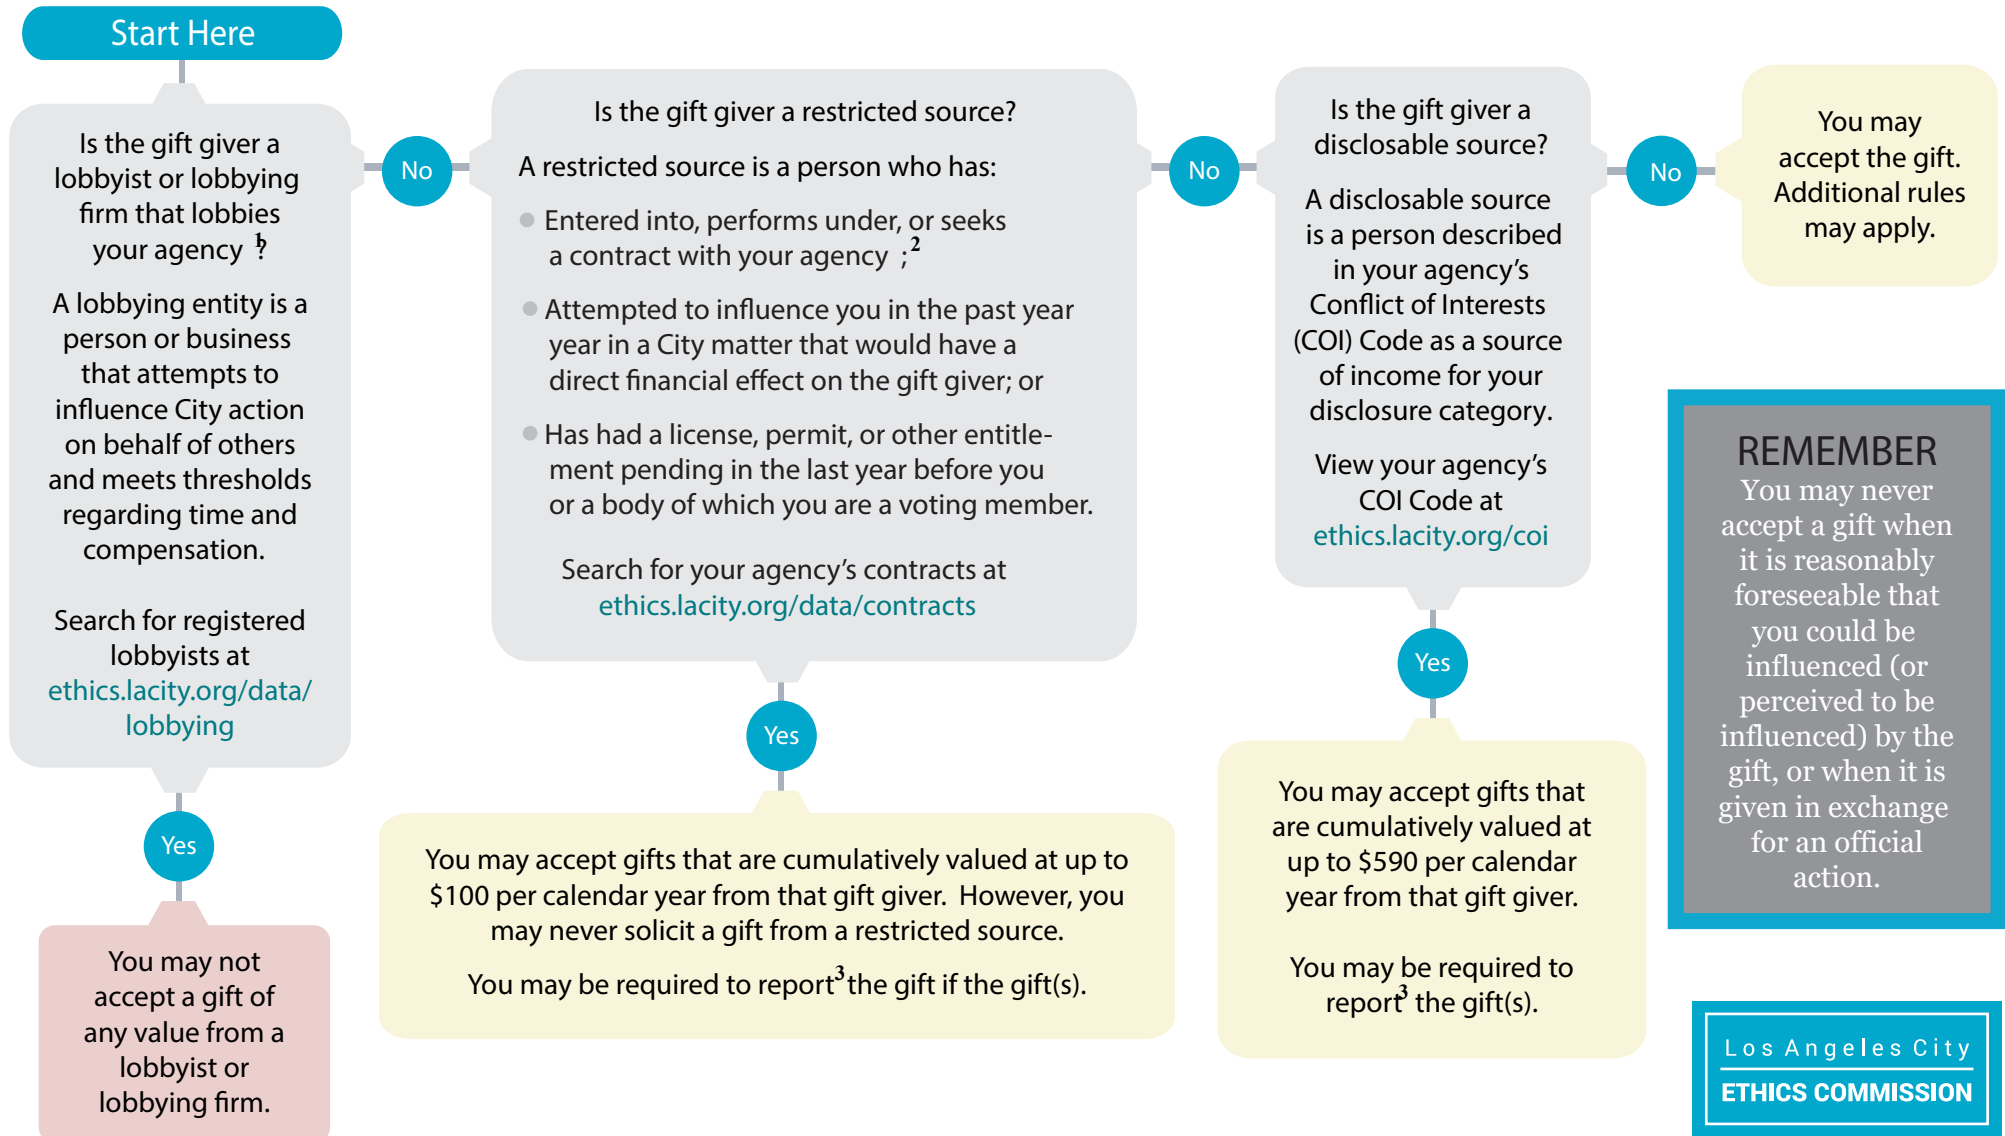 Start Here
Is the gift giver a
lobbyist or lobbying
firm that lobbies
your agency 1?
A lobbying entity is a
person or business
that attempts to
influence City action
on behalf of others
and meets thresholds
regarding time and
compensation.
Search for registered
lobbyists at
ethics.lacity.org/data/
lobbying
Yes
You may not
accept a gift of
any value from a
lobbyist or
lobbying firm.
No
Is the gift giver a restricted source?
A restricted source is a person who has:
• Entered into, performs under, or seeks
a contract with your agency ;2
• Attempted to influence you in the past year
year in a City matter that would have a
direct financial effect on the gift giver; or
• Has had a license, permit, or other entitle-
ment pending in the last year before you
or a body of which you are a voting member.
Search for your agency's contracts at
ethics.lacity.org/data/contracts
Yes
You may accept gifts that are cumulatively valued at up to
$100 per calendar year from that gift giver. However, you
may never solicit a gift from a restricted source.
You may be required to report3 the gift if the gift(s).
No
Is the gift giver a
disclosable source?
A disclosable source
is a person described
in your agency's
Conflict of Interests
(COI) Code as a source
of income for your
disclosure category.
View your agency's
COI Code at
ethics.lacity.org/coi
Yes
You may accept gifts that
are cumulatively valued at
up to $590 per calendar
year from that gift giver.
You may be required to
report3 the gift(s).
No
You may
accept the gift.
Additional rules
may apply.
REMEMBER
You may never
accept a gift when
it is reasonably
foreseeable that
you could be
influenced (or
perceived to be
influenced) by the
gift, or when it is
given in exchange
for an official
action.
Los Angeles City
ETHICS COMMISSION